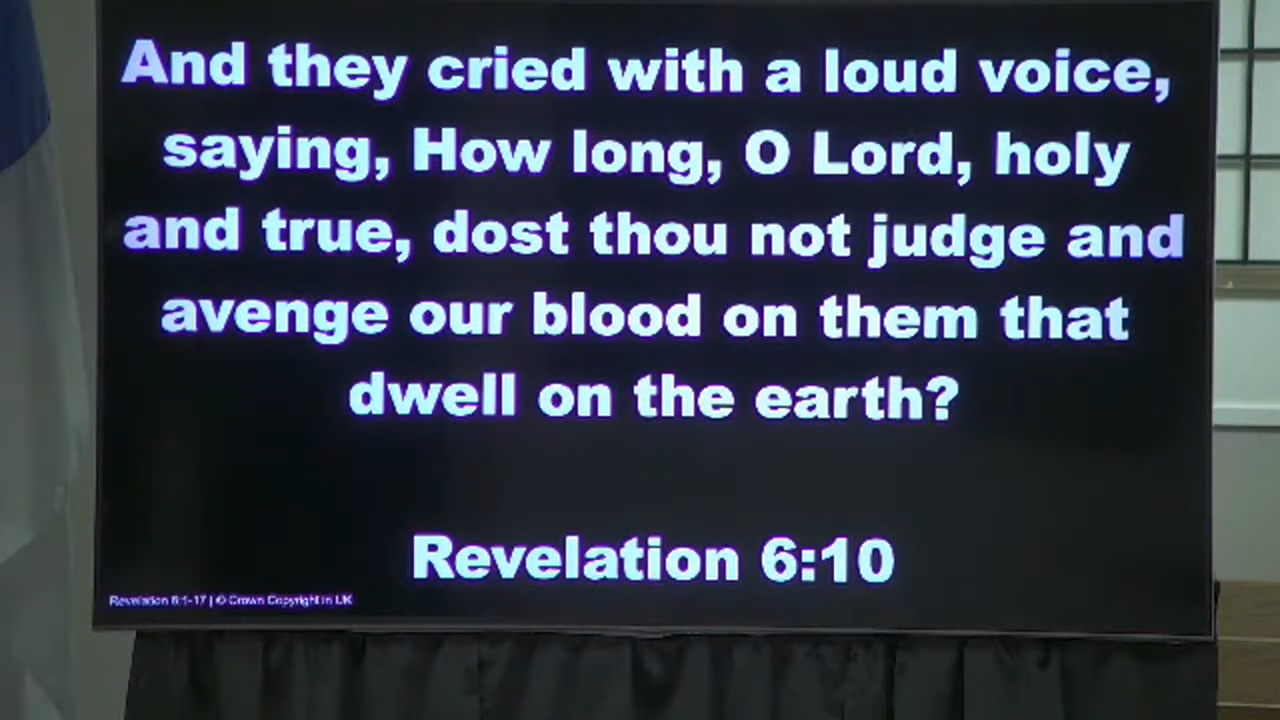 And they cried with a loud voice,
saying, How long, O Lord, holy
and true, dost thou not judge and
avenge our blood on them that
dwell on the earth?
Revelation 6:10
Revelation 6:1-17 | © Crown Copyright in UK